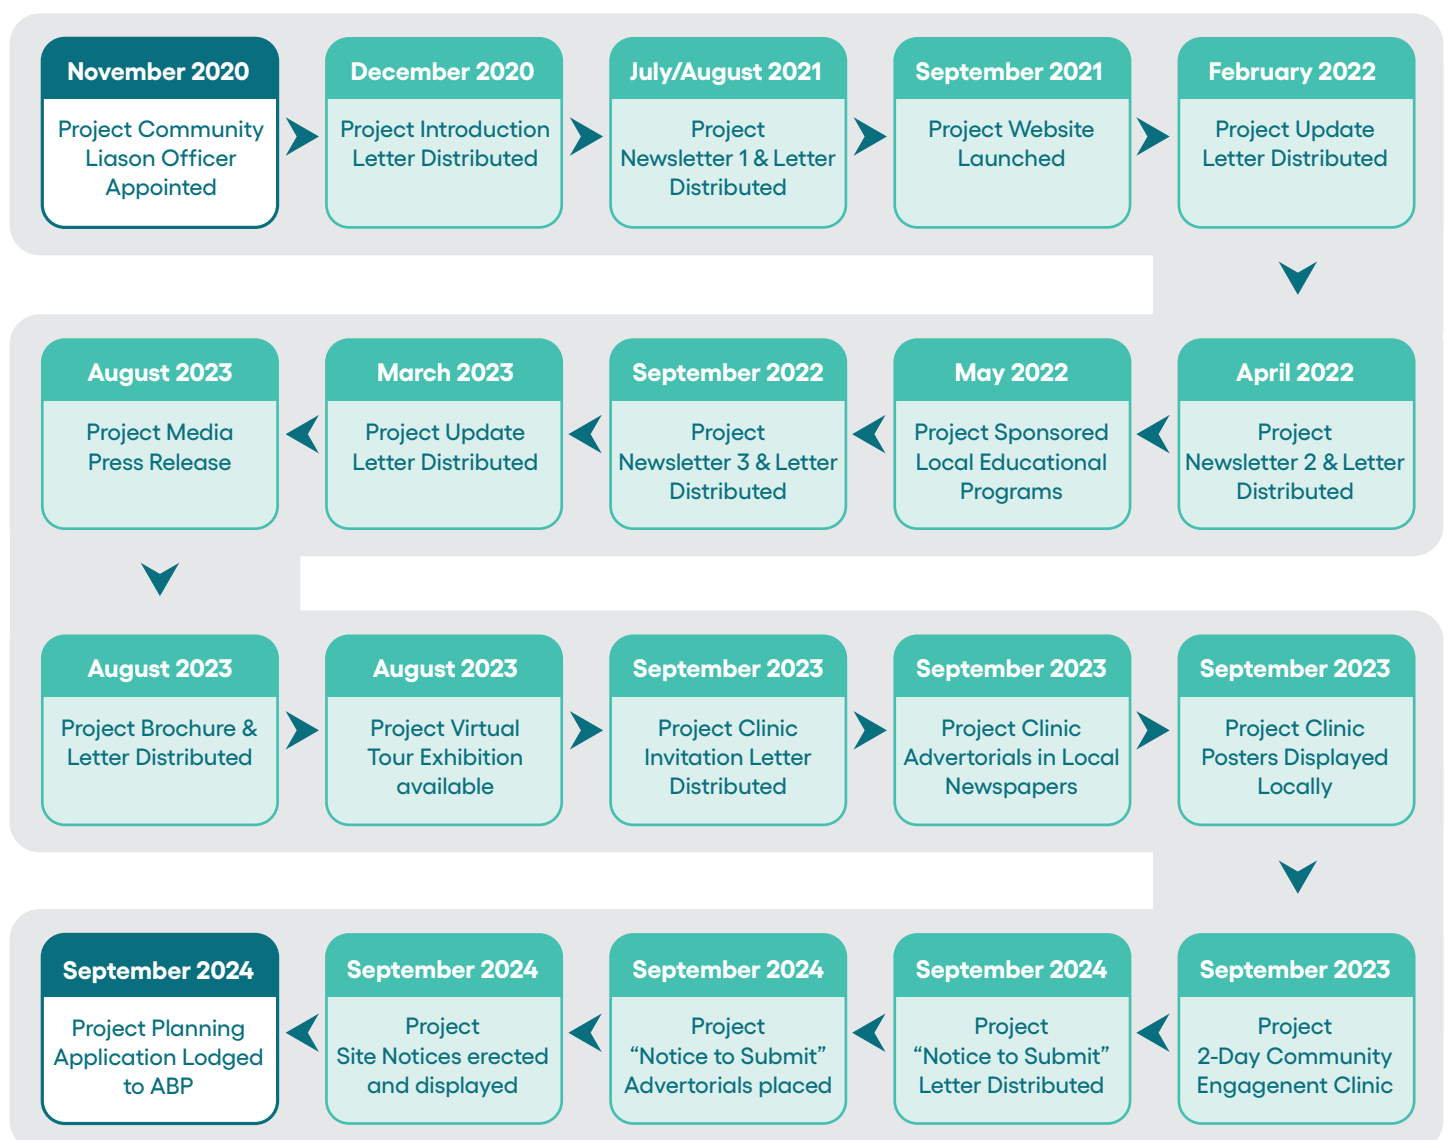 November 2020
Project Community
Liason Officer
Appointed
December 2020
Project Introduction
Letter Distributed
July/August 2021
Project
Newsletter 1 & Letter
Distributed
September 2021
Project Website
Launched
February 2022
Project Update
Letter Distributed
April 2022
Project
Newsletter 2 & Letter
Distributed
May 2022
Project Sponsored
Local Educational
Programs
September 2022
Project
Newsletter 3 & Letter
Distributed
March 2023
Project Update
Letter Distributed
August 2023
Project Media
Press Release
August 2023
Project Brochure &
Letter Distributed
August 2023
Project Virtual
Tour Exhibition
available
September 2023
Project Clinic
Invitation Letter
Distributed
September 2023
Project Clinic
Advertorials in Local
Newspapers
September 2023
Project Clinic
Posters Displayed
Locally
September 2023
Project
2-Day Community
Engagenent Clinic
September 2024
Project
“Notice to Submit”
Letter Distributed
September 2024
Project
“Notice to Submit”
Advertorials placed
September 2024
Project
Site Notices erected
and displayed
September 2024
Project Planning
Application Lodged
to ABP